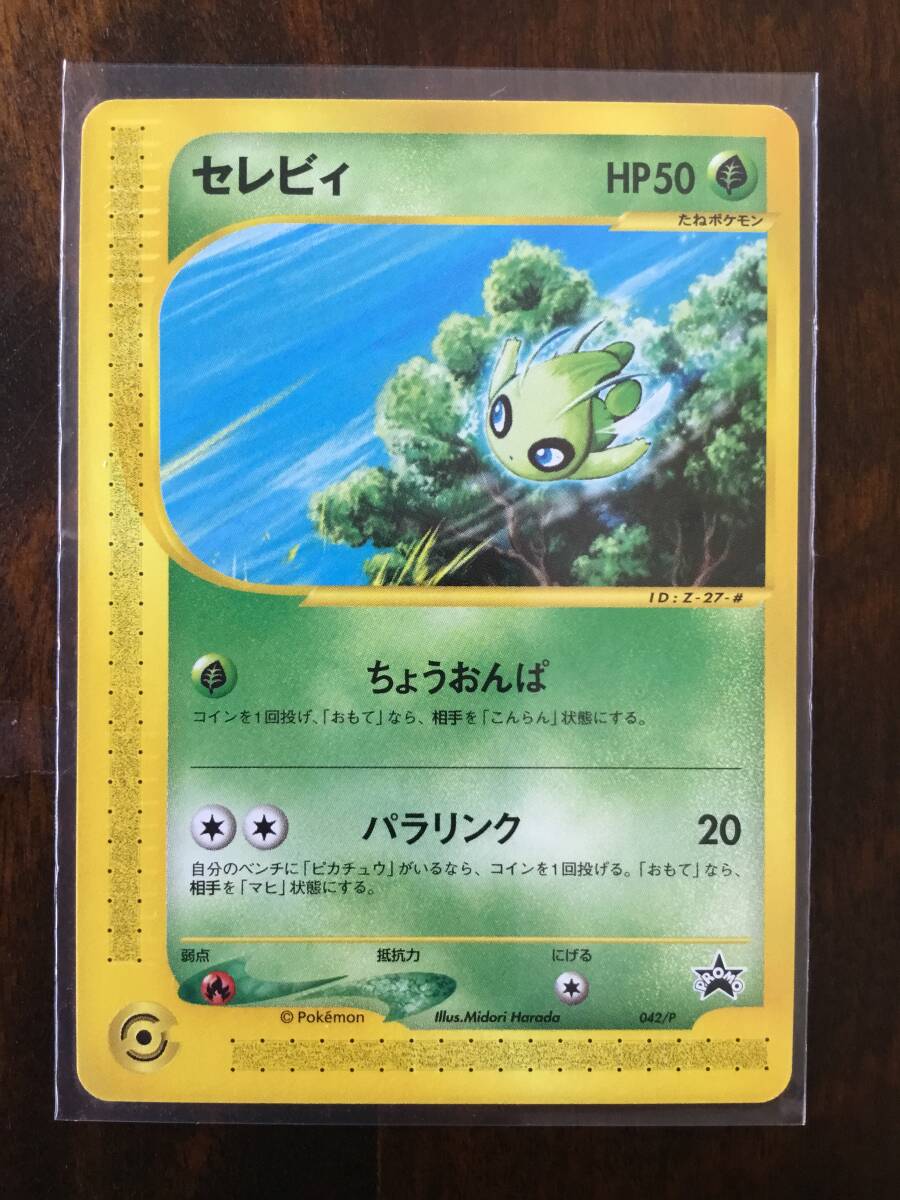 セレビィ HP50
たねポケモン
ID:Z-27-#
ちょうおんぱ
コインを1回投げ、「おもて」なら、相手を「こんらん」状態にする。
パラリンク 20
自分のベンチに「ピカチュウ」がいるなら、コインを1回投げる。「おもて」なら、
相手を「マヒ」状態にする。
弱点 抵抗力 にげる
PROMO
© Pokémon Illus.Midori Harada 042/P